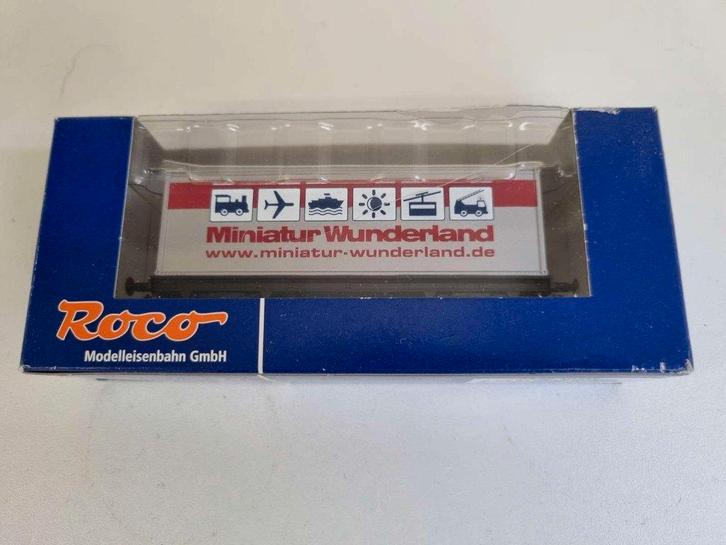 Miniatur Wunderland
www.miniatur-wunderland.de
Roco
Modelleisenbahn GmbH